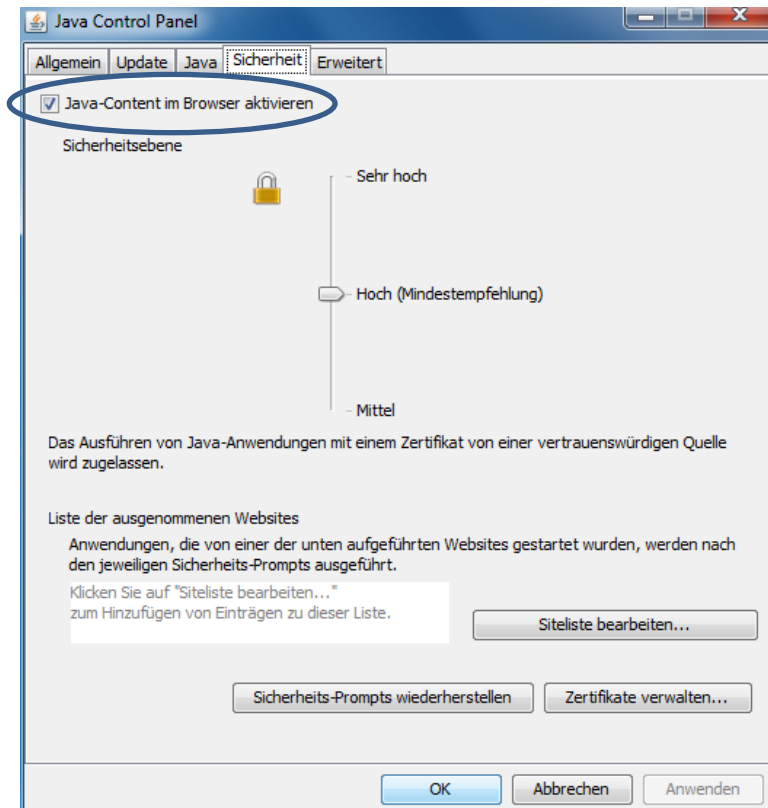 Java Control Panel
Allgemein Update Java Sicherheit Erweitert
Java-Content im Browser aktivieren
Sicherheitsebene
- Sehr hoch
- Hoch (Mindestempfehlung)
- Mittel
Das Ausführen von Java-Anwendungen mit einem Zertifikat von einer vertrauenswürdigen Quelle
wird zugelassen.
Liste der ausgenommenen Websites
Anwendungen, die von einer der unten aufgeführten Websites gestartet wurden, werden nach
den jeweiligen Sicherheits-Prompts ausgeführt.
Klicken Sie auf "Siteliste bearbeiten..."
zum Hinzufügen von Einträgen zu dieser Liste.
Siteliste bearbeiten...
Sicherheits-Prompts wiederherstellen Zertifikate verwalten...
OK Abbrechen Anwenden